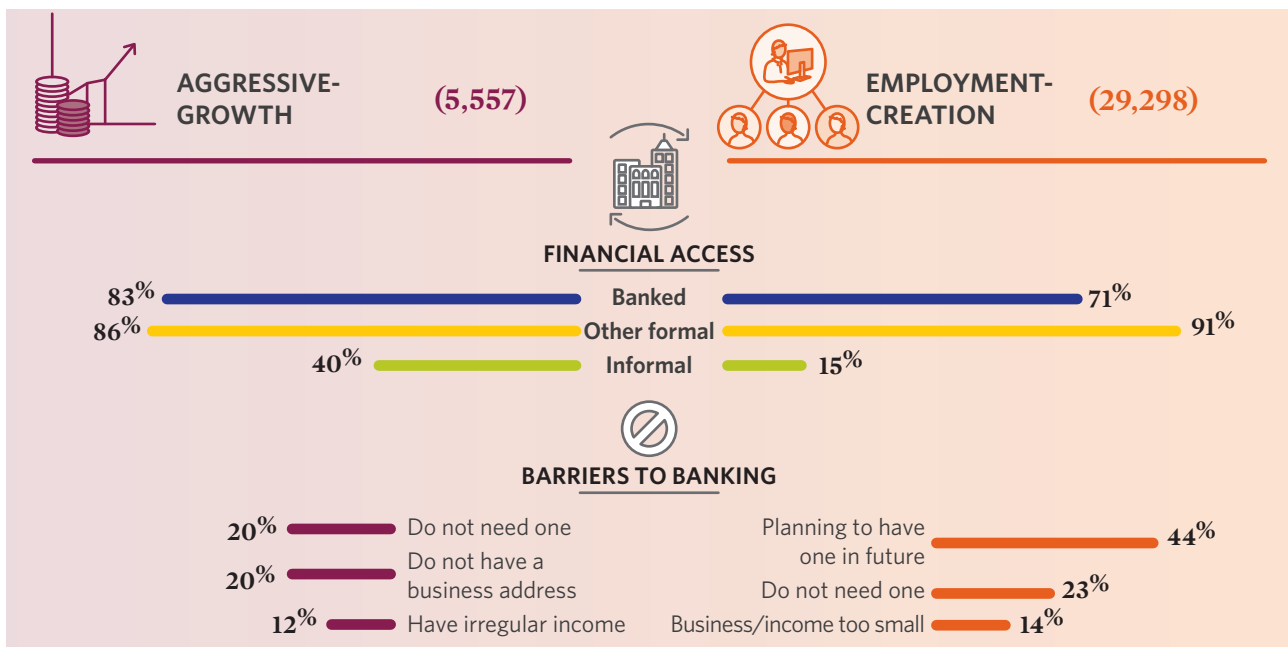 AGGRESSIVE-
GROWTH
(5,557)
EMPLOYMENT-
CREATION
(29,298)
FINANCIAL ACCESS
83% Banked 71%
86% Other formal 91%
40% Informal 15%
BARRIERS TO BANKING
20% Do not need one
20% Do not have a
business address
12% Have irregular income
Planning to have
one in future 44%
Do not need one 23%
Business/income too small 14%